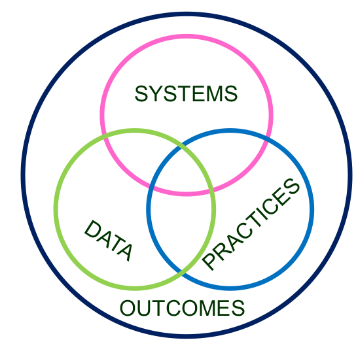 SYSTEMS
DATA
PRACTICES
OUTCOMES